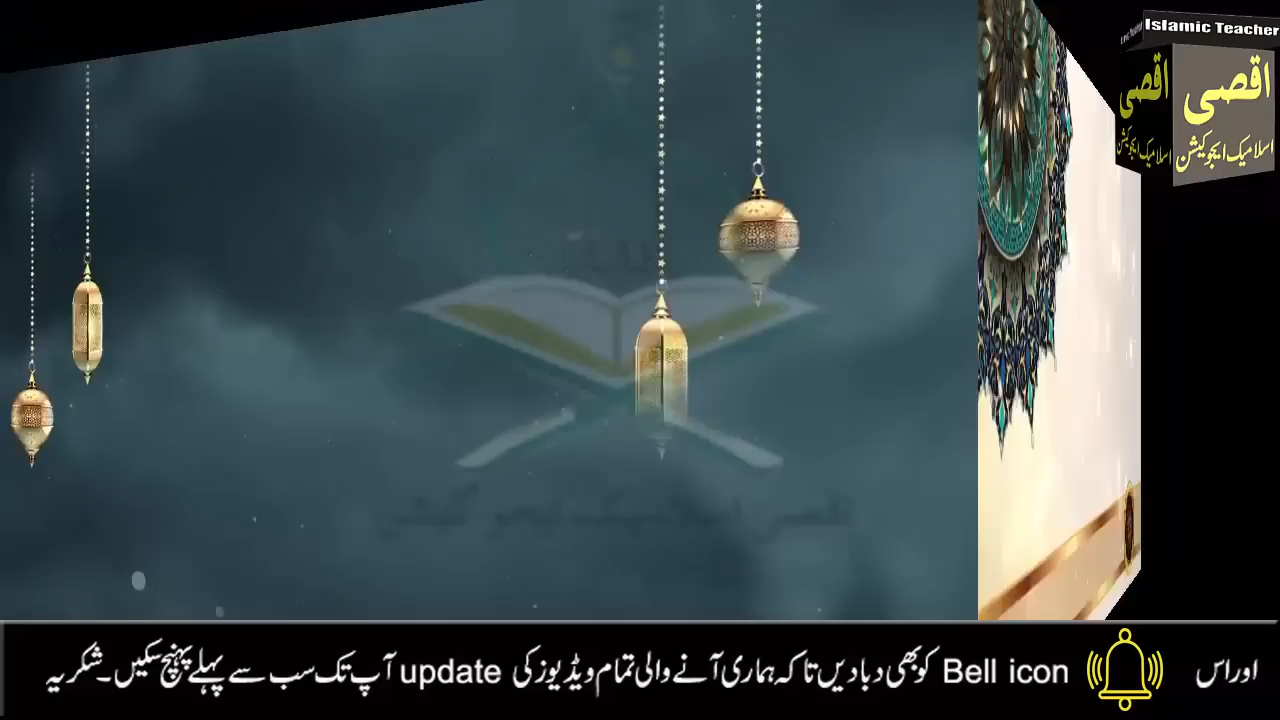 Islamic Teacher
اقصیٰ
اسلامیک ایجوکیشن
اقصیٰ
اسلامیک ایجوکیشن
اور اس Bell icon کو بھی دبا دیں تاکہ ہماری آنے والی تمام ویڈیوز کی update آپ تک سب سے پہلے پہنچ سکیں۔ شکریہ